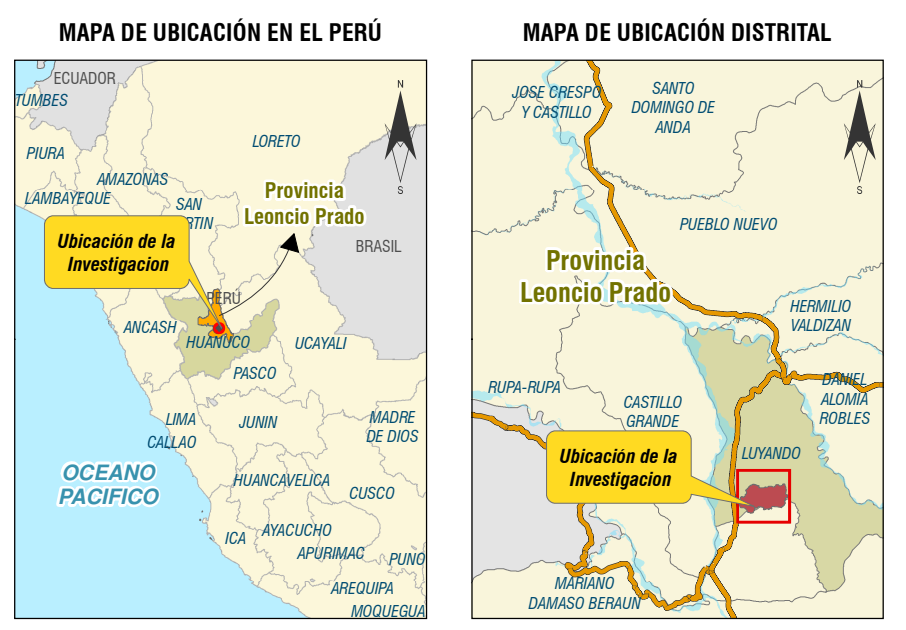 MAPA DE UBICACIÓN EN EL PERÚ
ECUADOR
TUMBES
N
S
LORETO
PIURA
AMAZONAS
LAMBAYEQUE
SAN
RTIN
Provincia
Leoncio Prado
Ubicación de la
Investigacion
BRASIL
PERÚ
ANCASH
HUANUCO
UCAYALI
PASCO
LIMA
JUNIN
MADRE
DE DIOS
CALLAO
OCEANO
PACIFICO
HUANCAVELICA
CUSCO
ICA
AYACUCHO
APURIMAC
PUNO
AREQUIPA
MOQUEGUA
MAPA DE UBICACIÓN DISTRITAL
JOSE CRESPO
Y CASTILLO
SANTO
DOMINGO DE
ANDA
N
S
PUEBLO NUEVO
Provincia
Leoncio Prado
HERMILIO
VALDIZAN
RUPA-RUPA
CASTILLO
GRANDE
DANIEL
ALOMIA
ROBLES
LUYANDO
Ubicación de la
Investigacion
MARIANO
DAMASO BERAUN